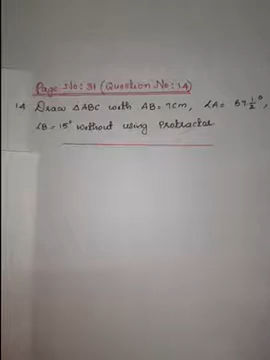 Page No: 31 (Question No: 14)
14 Draw △ABC with AB = 7cm, ∠A = 67½°,
∠B = 15° without using Protractor.